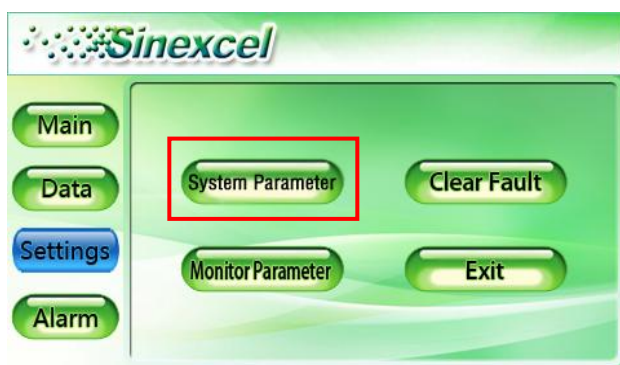 Sinexcel
Main
Data
Settings
Alarm
System Parameter
Clear Fault
Monitor Parameter
Exit